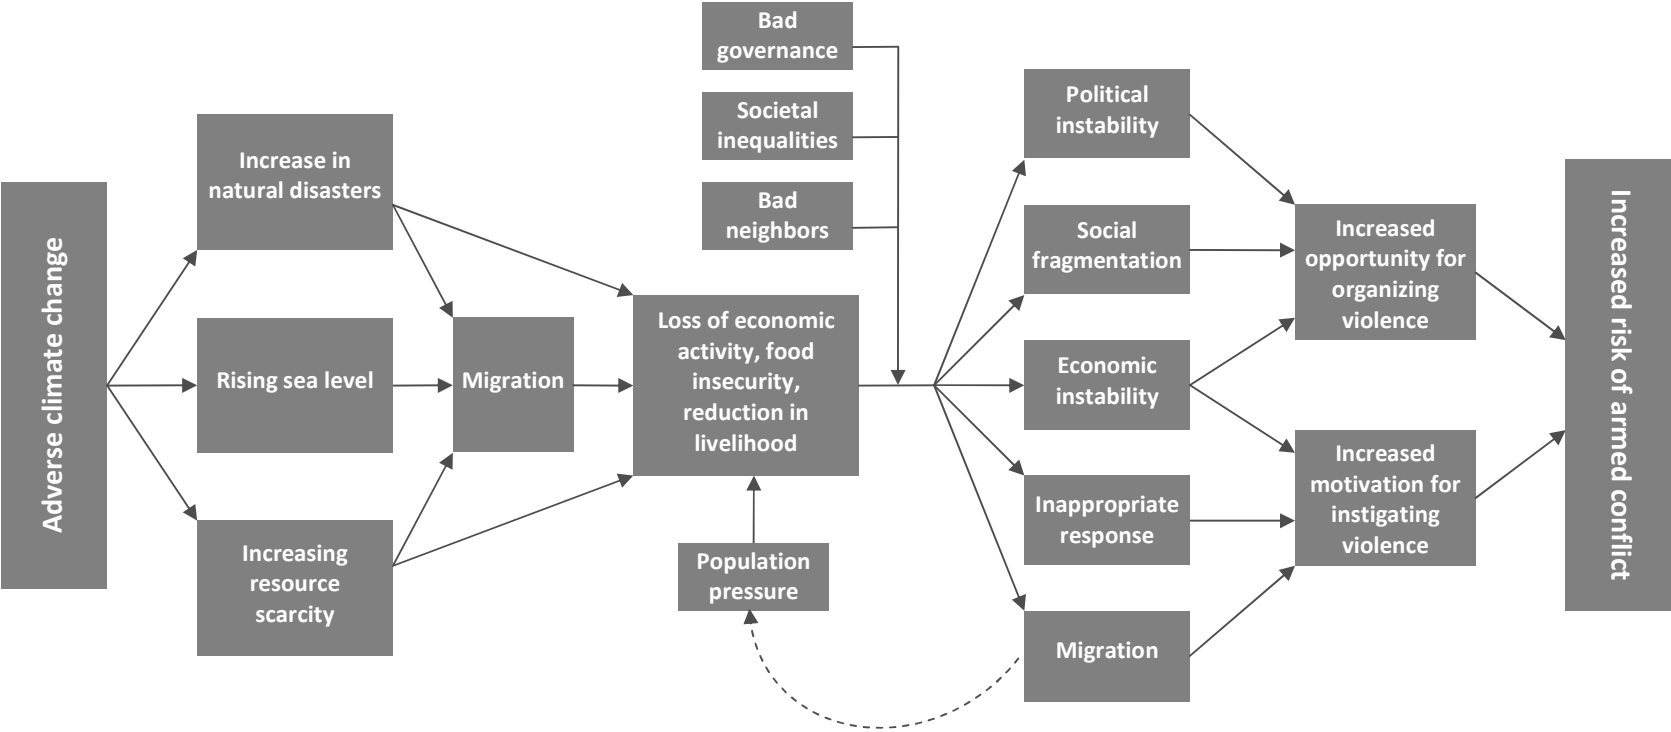 Adverse climate change
Increase in
natural disasters
Rising sea level
Increasing
resource
scarcity
Migration
Bad
governance
Societal
inequalities
Bad
neighbors
Loss of economic
activity, food
insecurity,
reduction in
livelihood
Population
pressure
Political
instability
Social
fragmentation
Economic
instability
Inappropriate
response
Migration
Increased
opportunity for
organizing
violence
Increased
motivation for
instigating
violence
Increased risk of armed conflict